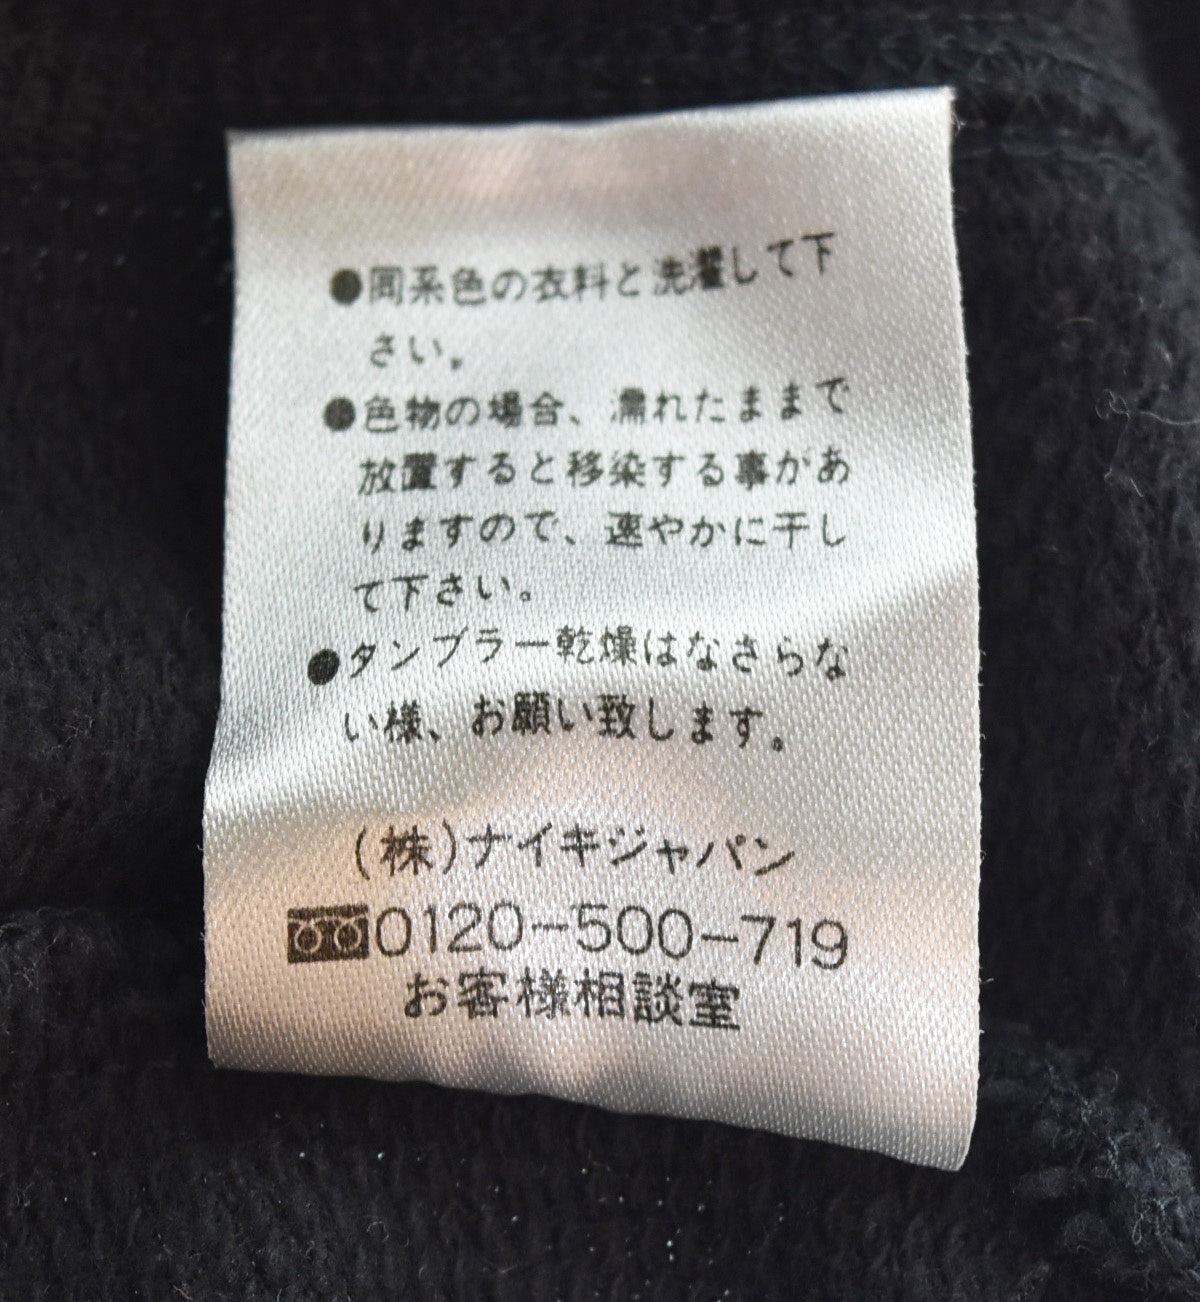 ●同系色の衣料と洗濯して下
さい。
●色物の場合、濡れたままで
放置すると移染する事があ
りますので、速やかに干し
て下さい。
●タンブラー乾燥はなさらな
い様、お願い致します。
(株)ナイキジャパン
0120-500-719
お客様相談室